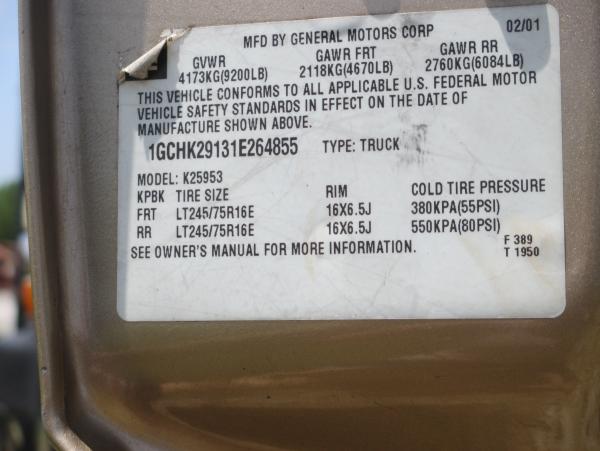 MFD BY GENERAL MOTORS CORP 02/01
GVWR GAWR FRT GAWR RR
4173KG(9200LB) 2118KG(4670LB) 2760KG(6084LB)
THIS VEHICLE CONFORMS TO ALL APPLICABLE U.S. FEDERAL MOTOR
VEHICLE SAFETY STANDARDS IN EFFECT ON THE DATE OF
MANUFACTURE SHOWN ABOVE.
1GCHK29131E264855 TYPE: TRUCK
MODEL: K25953
KPBK TIRE SIZE RIM COLD TIRE PRESSURE
FRT LT245/75R16E 16X6.5J 380KPA(55PSI)
RR LT245/75R16E 16X6.5J 550KPA(80PSI)
SEE OWNER'S MANUAL FOR MORE INFORMATION. F 389
T 1950